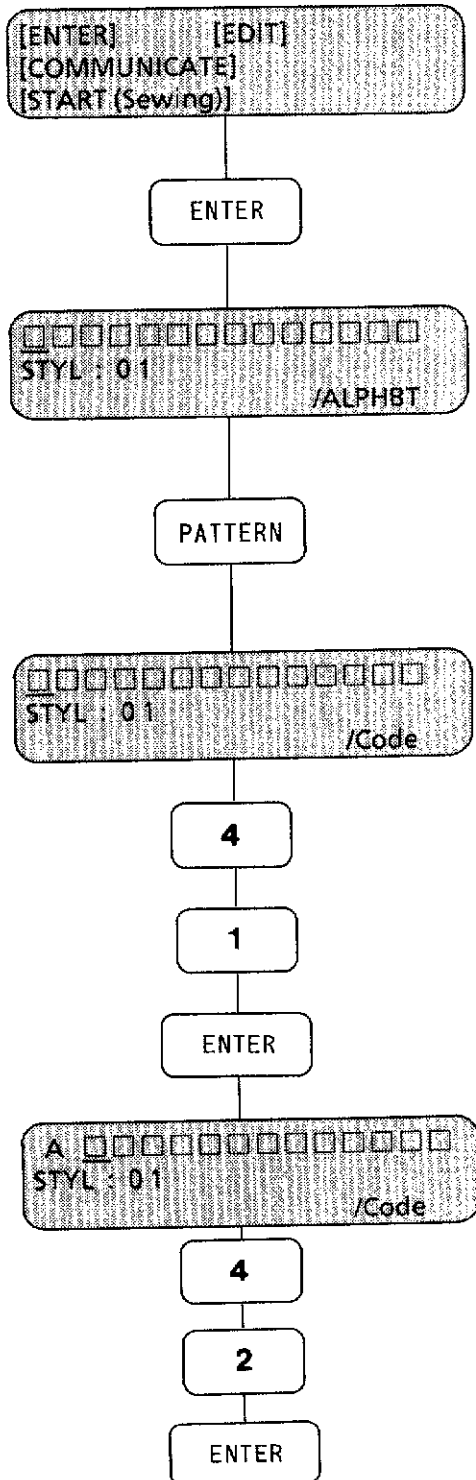 [ENTER] [EDIT]
[COMMUNICATE]
[START (Sewing)]
ENTER
□□□□□□□□□□□□□□
STYL : 01
/ALPHBT
PATTERN
□□□□□□□□□□□□□□
STYL : 01
/Code
4
1
ENTER
A □□□□□□□□□□□□□
STYL : 01
/Code
4
2
ENTER